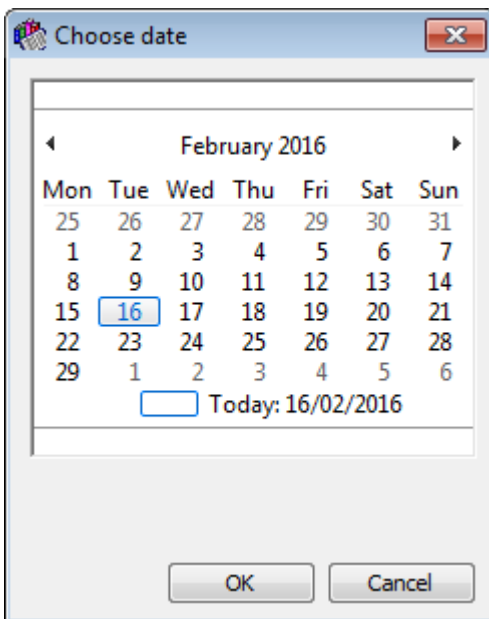 Choose date
February 2016
Mon Tue Wed Thu Fri Sat Sun
25 26 27 28 29 30 31
1 2 3 4 5 6 7
8 9 10 11 12 13 14
15 16 17 18 19 20 21
22 23 24 25 26 27 28
29 1 2 3 4 5 6
Today: 16/02/2016
OK Cancel